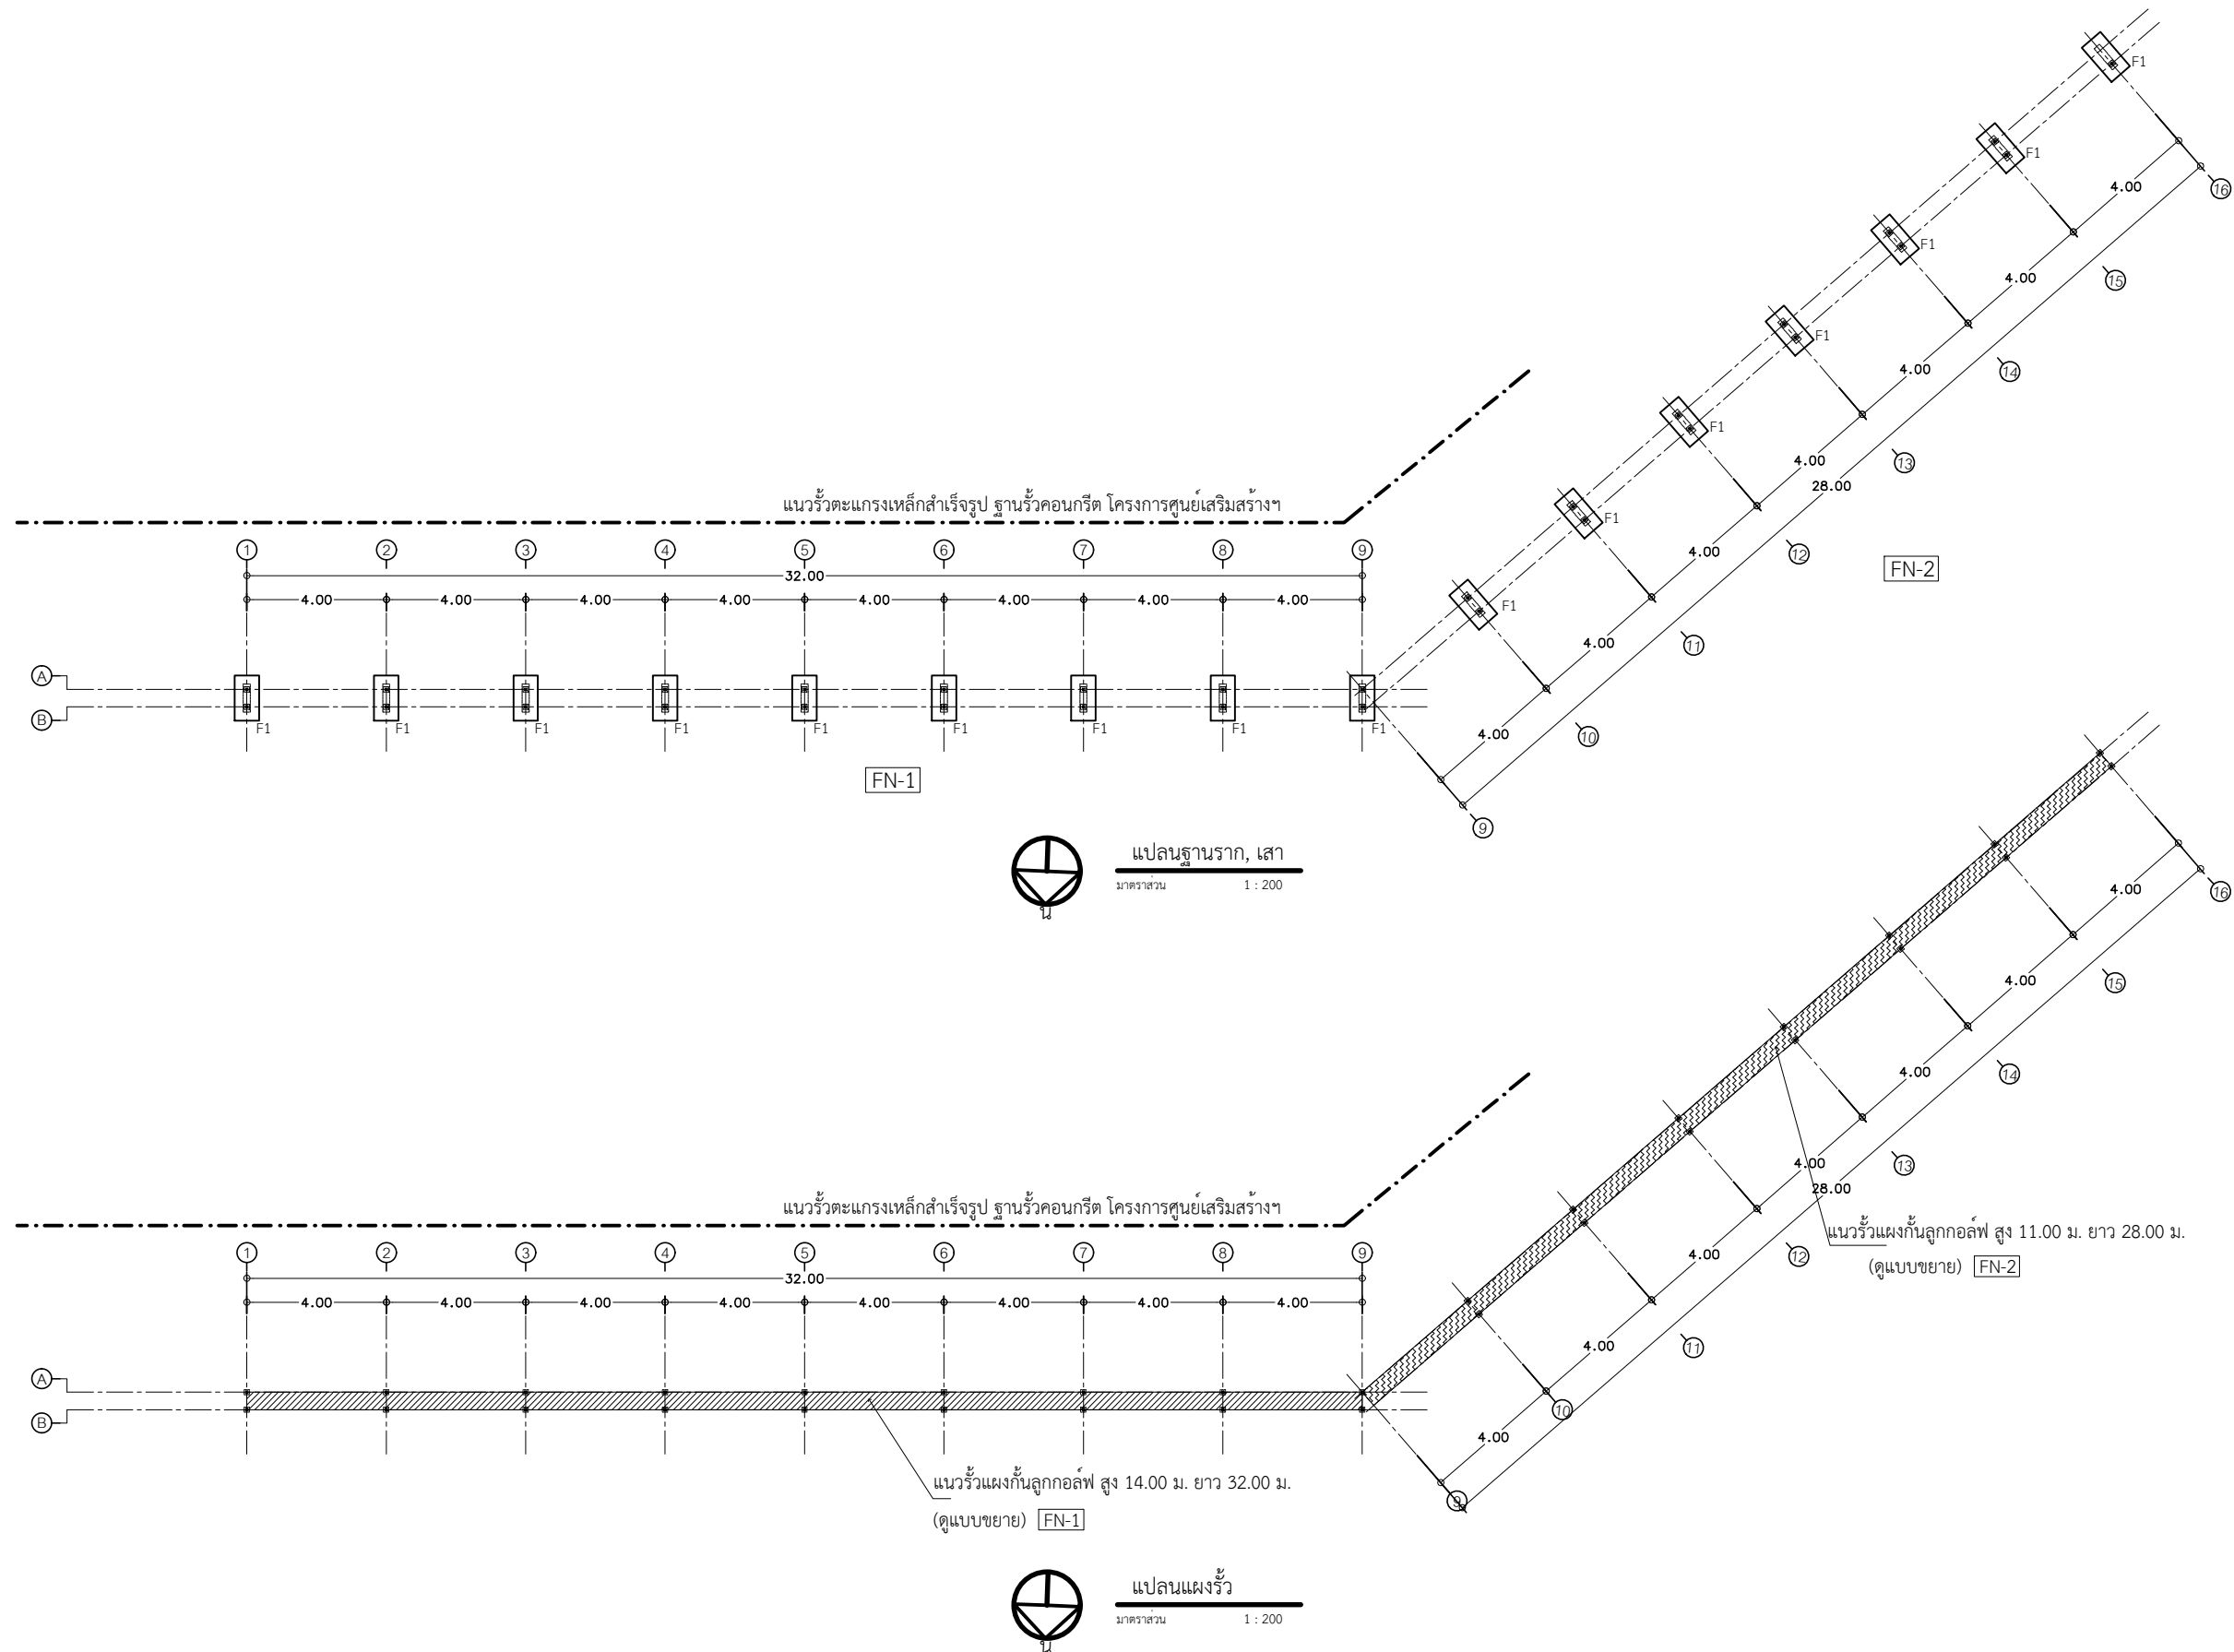 F1
F1
F1
F1
F1
F1
F1
4.00
4.00
4.00
4.00
4.00
4.00
4.00
28.00
16
15
14
13
12
11
10
9
FN-2
แนวรั้วตะแกรงเหล็กสำเร็จรูป ฐานรั้วคอนกรีต โครงการศูนย์เสริมสร้างฯ
1 2 3 4 5 6 7 8 9
32.00
4.00 4.00 4.00 4.00 4.00 4.00 4.00 4.00
A
B
F1 F1 F1 F1 F1 F1 F1 F1 F1
FN-1
น
แปลนฐานราก, เสา
มาตราส่วน 1 : 200
4.00
4.00
4.00
4.00
4.00
4.00
4.00
28.00
16
15
14
13
12
11
10
9
แนวรั้วแผงกั้นลูกกอล์ฟ สูง 11.00 ม. ยาว 28.00 ม.
(ดูแบบขยาย) FN-2
แนวรั้วตะแกรงเหล็กสำเร็จรูป ฐานรั้วคอนกรีต โครงการศูนย์เสริมสร้างฯ
1 2 3 4 5 6 7 8 9
32.00
4.00 4.00 4.00 4.00 4.00 4.00 4.00 4.00
A
B
แนวรั้วแผงกั้นลูกกอล์ฟ สูง 14.00 ม. ยาว 32.00 ม.
(ดูแบบขยาย) FN-1
น
แปลนแผงรั้ว
มาตราส่วน 1 : 200